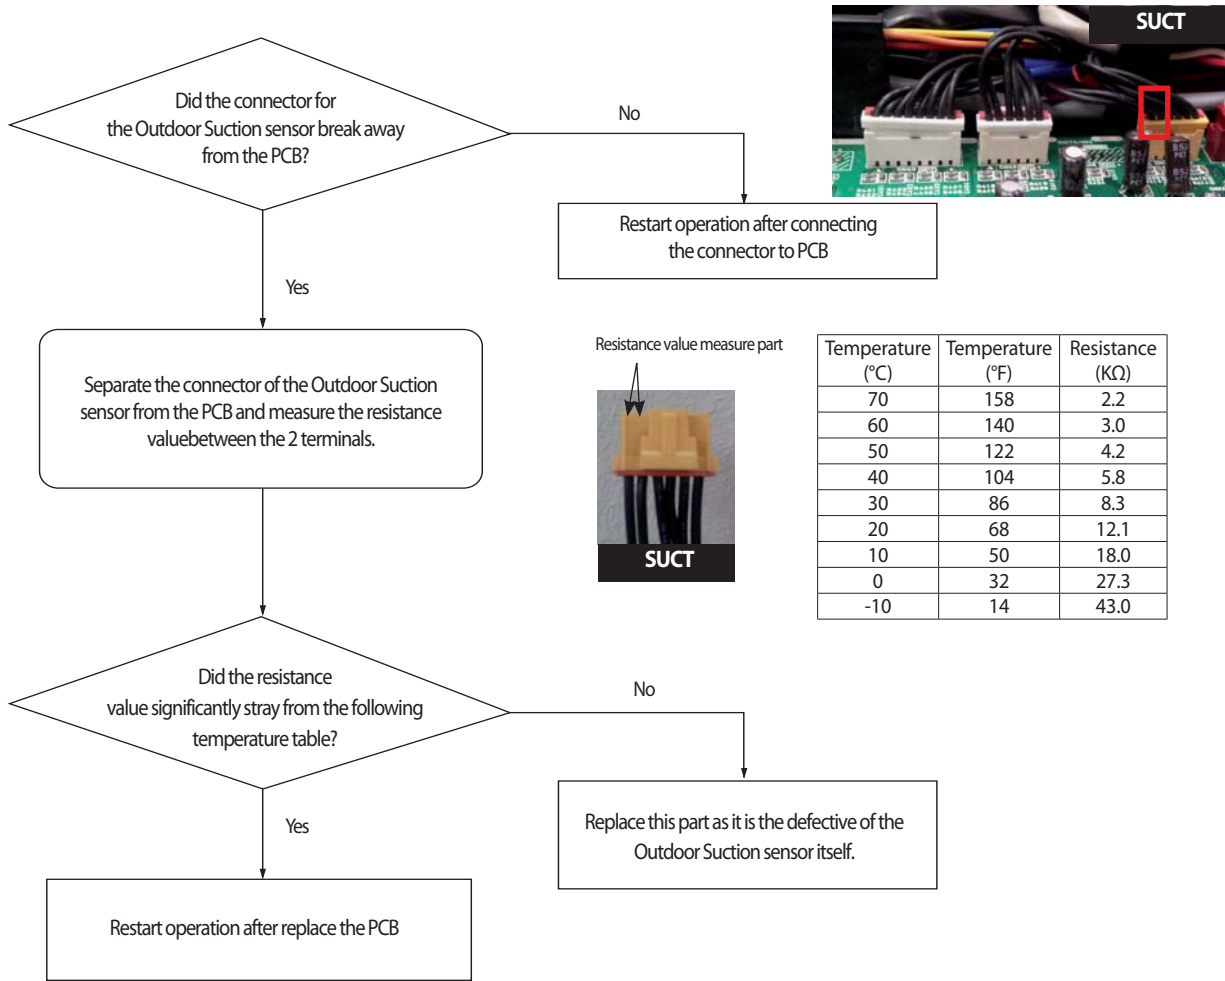 SUCT
Did the connector for
the Outdoor Suction sensor break away
from the PCB?
No
Restart operation after connecting
the connector to PCB
Yes
Separate the connector of the Outdoor Suction
sensor from the PCB and measure the resistance
valuebetween the 2 terminals.
Resistance value measure part
SUCT
Temperature (°C) Temperature (°F) Resistance (KΩ)
70 158 2.2
60 140 3.0
50 122 4.2
40 104 5.8
30 86 8.3
20 68 12.1
10 50 18.0
0 32 27.3
-10 14 43.0
Did the resistance
value significantly stray from the following
temperature table?
No
Replace this part as it is the defective of the
Outdoor Suction sensor itself.
Yes
Restart operation after replace the PCB